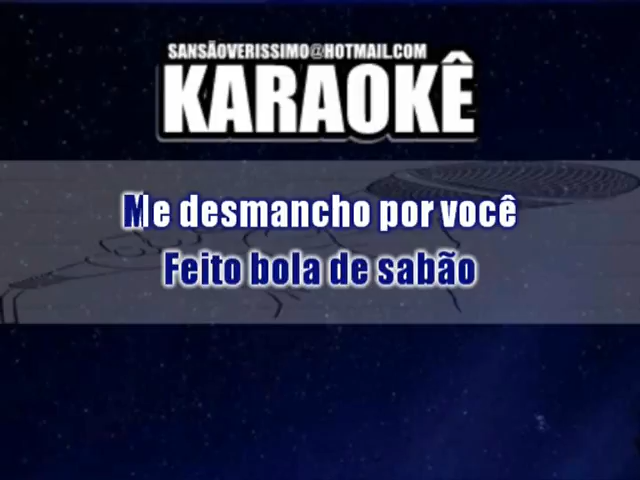 SANSÃOVERISSIMO@HOTMAIL.COM
KARAOKÊ
Me desmancho por você
Feito bola de sabão